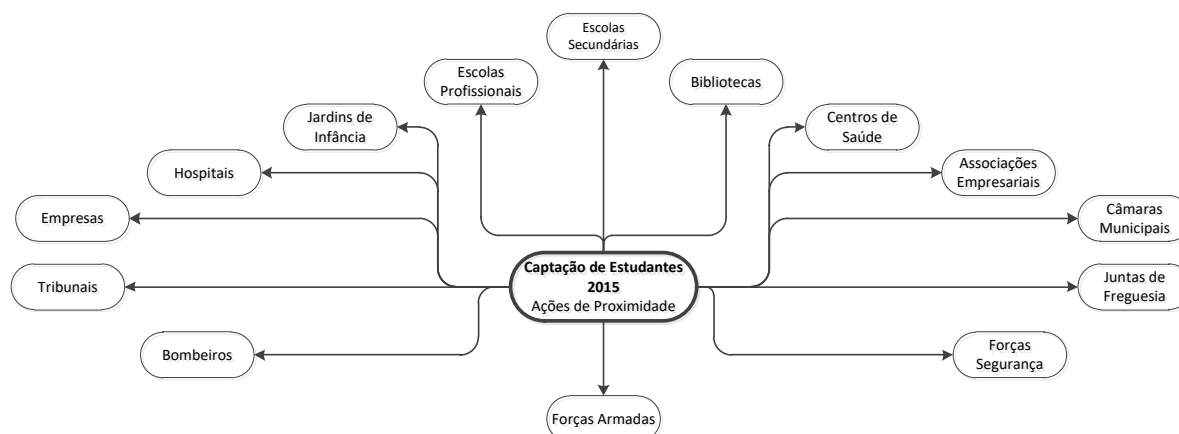 Escolas
Secundárias
Escolas
Profissionais
Bibliotecas
Jardins de
Infância
Centros de
Saúde
Hospitais
Associações
Empresariais
Empresas
Câmaras
Municipais
Captação de Estudantes
2015
Ações de Proximidade
Tribunais
Juntas de
Freguesia
Bombeiros
Forças
Segurança
Forças Armadas